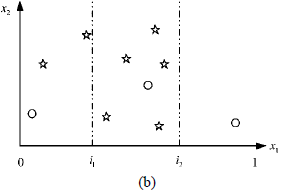 x₂
x₁
0 i₁ i₂ 1
(b)